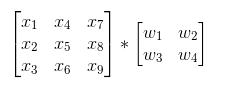 x₁ x₄ x₇
x₂ x₅ x₈ * w₁ w₂
x₃ x₆ x₉ w₃ w₄